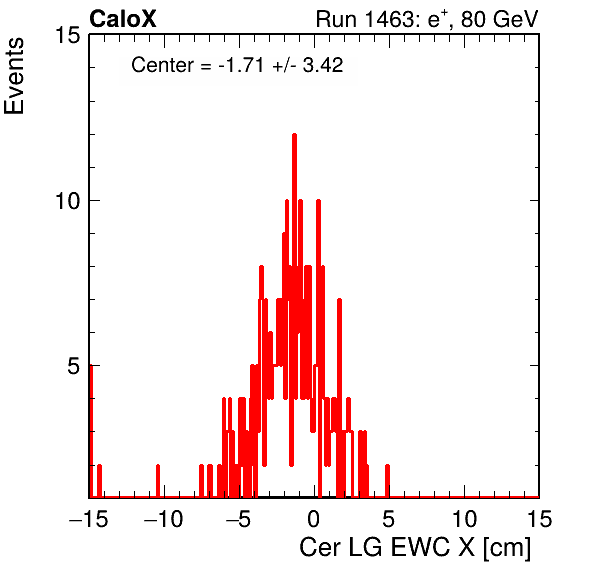 CaloX
Run 1463: e+, 80 GeV
Center = -1.71 +/- 3.42
Events
15
10
5
−15 −10 −5 0 5 10 15
Cer LG EWC X [cm]